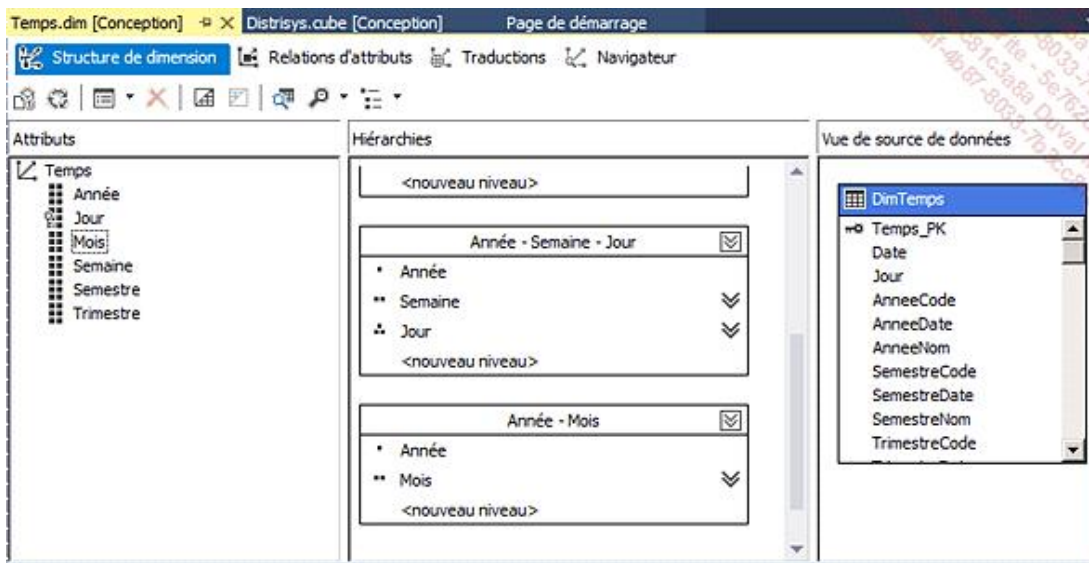 Temps.dim [Conception]
Distrisys.cube [Conception]
Page de démarrage
Structure de dimension
Relations d'attributs
Traductions
Navigateur
Attributs
Temps
Année
Jour
Mois
Semaine
Semestre
Trimestre
Hiérarchies
<nouveau niveau>
Année - Semaine - Jour
Année
Semaine
Jour
<nouveau niveau>
Année - Mois
Année
Mois
<nouveau niveau>
Vue de source de données
DimTemps
Temps_PK
Date
Jour
AnneeCode
AnneeDate
AnneeNom
SemestreCode
SemestreDate
SemestreNom
TrimestreCode